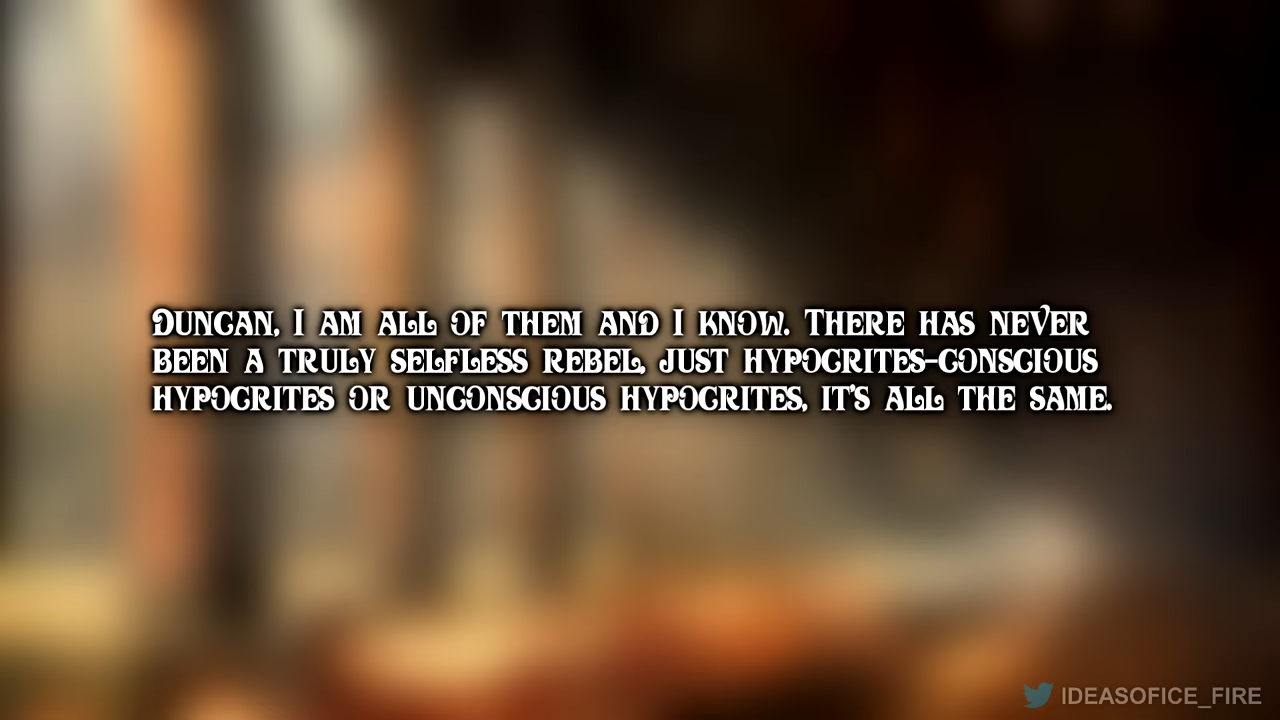 Duncan, I am all of them and I know. There has never
been a truly selfless rebel, just hypocrites–conscious
hypocrites or unconscious hypocrites, it's all the same.
IDEASOFICE_FIRE